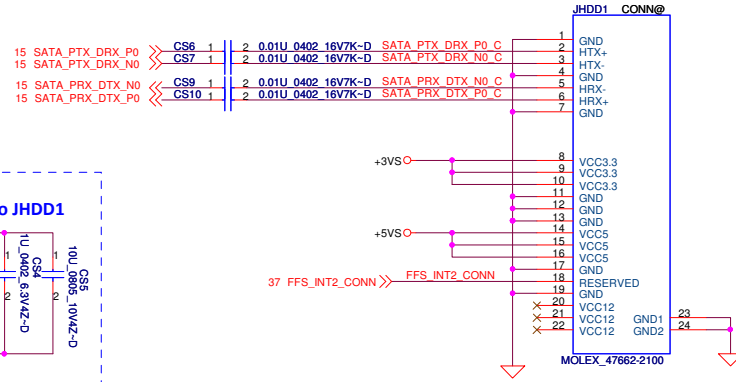 JHDD1 CONN@
15 SATA_PTX_DRX_P0 CS6 1 2 0.01U_0402_16V7K~D SATA_PTX_DRX_P0_C
15 SATA_PTX_DRX_N0 CS7 1 2 0.01U_0402_16V7K~D SATA_PTX_DRX_N0_C
15 SATA_PRX_DTX_N0 CS9 1 2 0.01U_0402_16V7K~D SATA_PRX_DTX_N0_C
15 SATA_PRX_DTX_P0 CS10 1 2 0.01U_0402_16V7K~D SATA_PRX_DTX_P0_C
1 GND
2 HTX+
3 HTX-
4 GND
5 HRX-
6 HRX+
7 GND
+3VS
8 VCC3.3
9 VCC3.3
10 VCC3.3
11 GND
12 GND
13 GND
+5VS
14 VCC5
15 VCC5
16 VCC5
17 GND
37 FFS_INT2_CONN FFS_INT2_CONN 18 RESERVED
19 GND
20 VCC12
21 VCC12 GND1 23
22 VCC12 GND2 24
MOLEX_47662-2100
o JHDD1
1
2
CS4
1U_0402_6.3V4Z~D
1
2
CS5
10U_0805_10V4Z~D